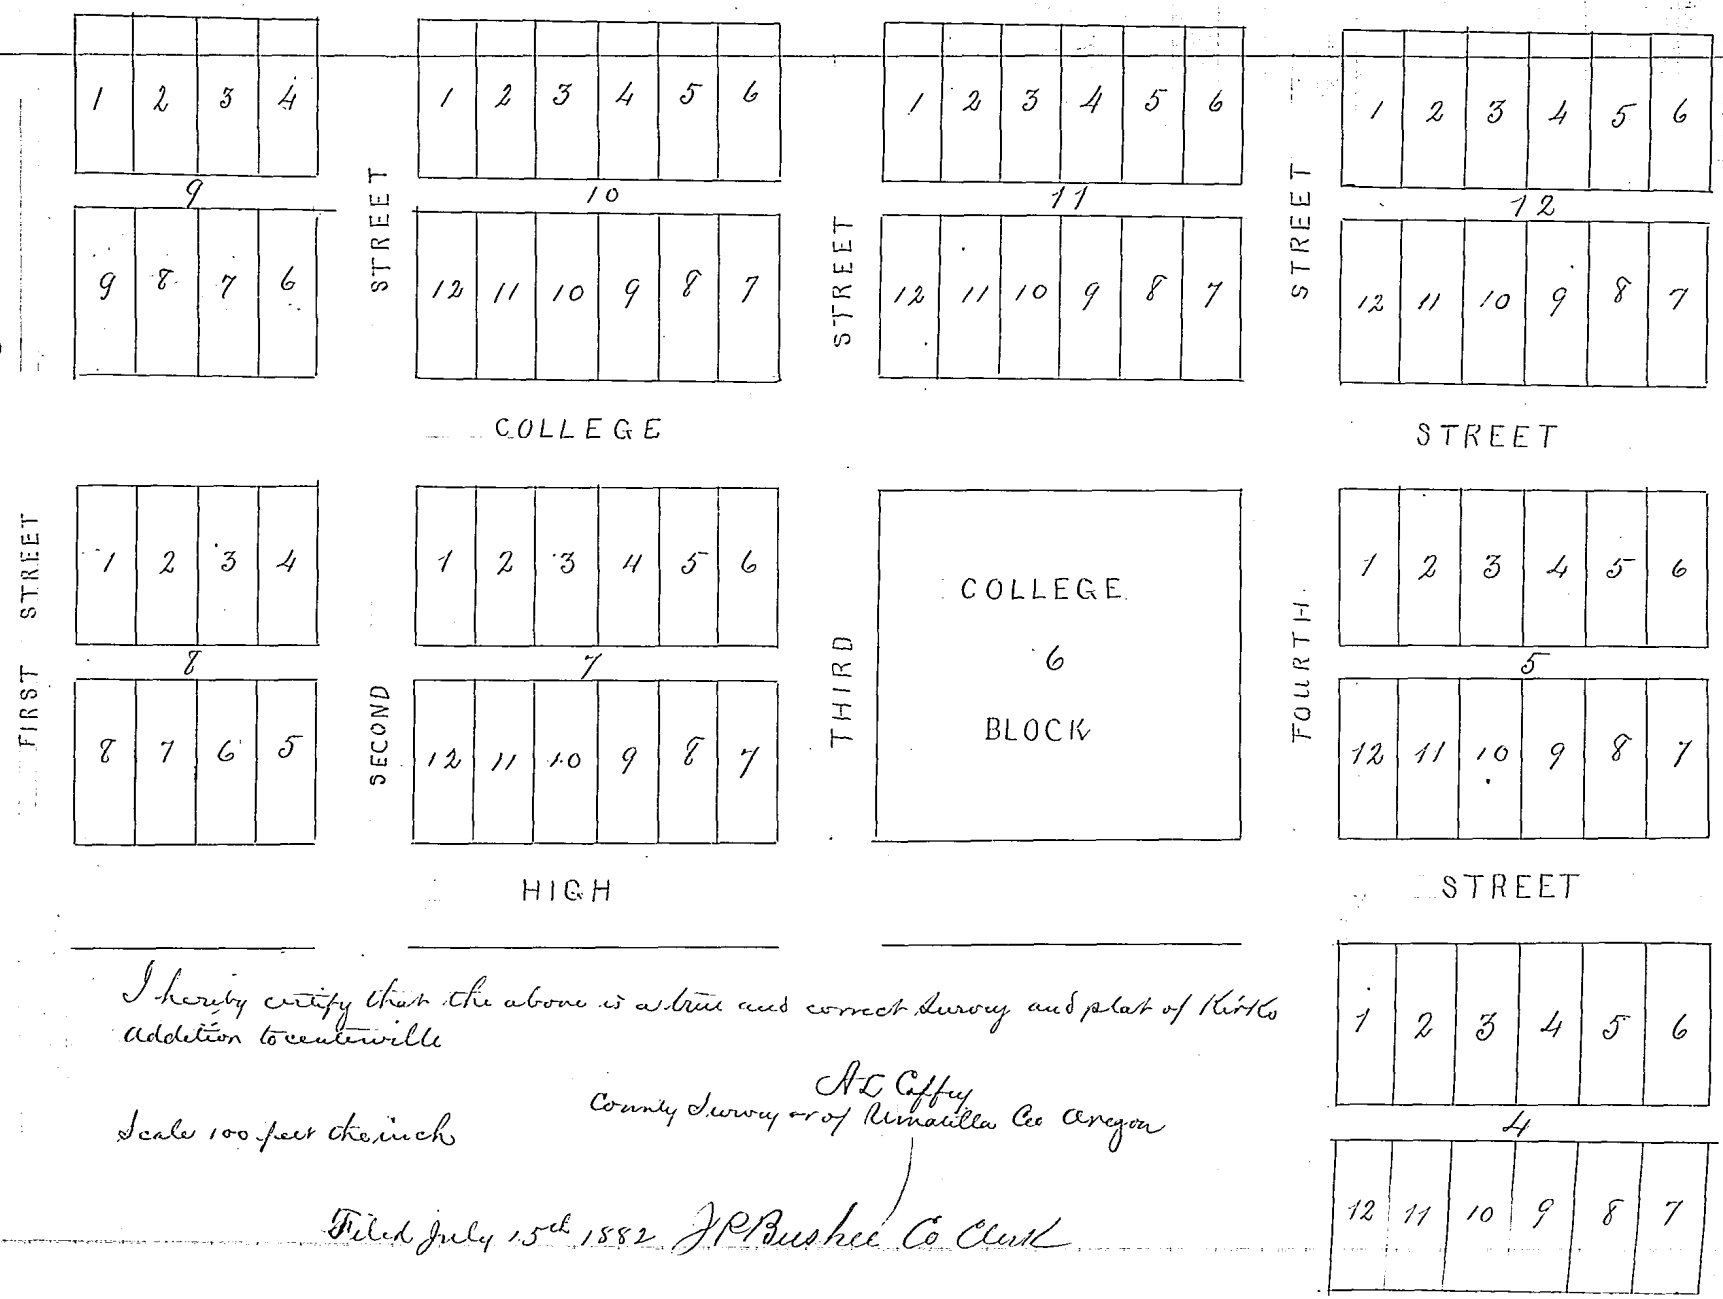 1 2 3 4
1 2 3 4 5 6
1 2 3 4 5 6
1 2 3 4 5 6
9
10
11
12
STREET
STREET
STREET
9 8 7 6
12 11 10 9 8 7
12 11 10 9 8 7
12 11 10 9 8 7
COLLEGE STREET
FIRST STREET
1 2 3 4
1 2 3 4 5 6
COLLEGE
6
BLOCK
1 2 3 4 5 6
8
7
5
SECOND
THIRD
FOURTH
8 7 6 5
12 11 10 9 8 7
12 11 10 9 8 7
HIGH STREET
1 2 3 4 5 6
4
12 11 10 9 8 7
I hereby certify that the above is a true and correct Survey and plat of Kirks
addition to centerville
AL Coffey
County Surveyor of Umatilla Co Oregon
Scale 100 feet the inch
Filed July 15th 1882 J P Bushee Co Clerk